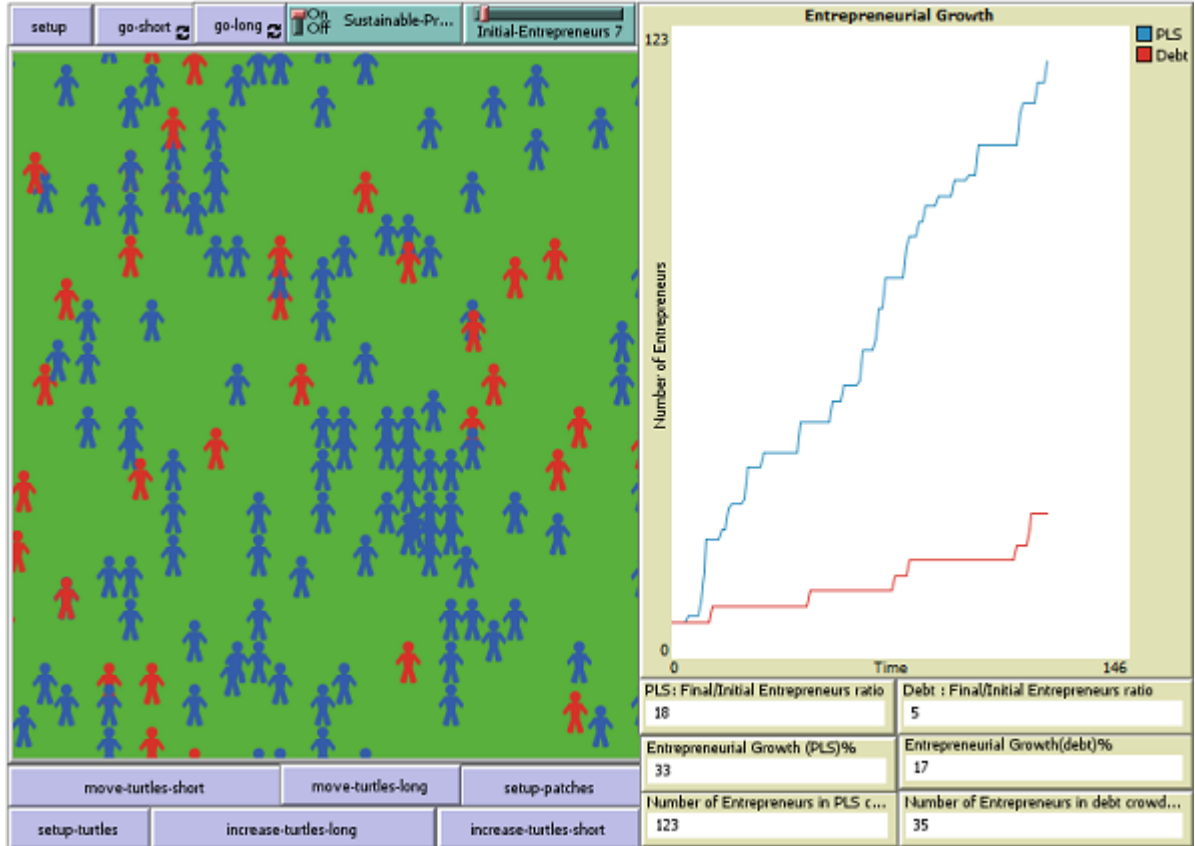 setup
go-short
go-long
On
Off
Sustainable-Pr...
Initial-Entrepreneurs 7
Entrepreneurial Growth
123
PLS
Debt
Number of Entrepreneurs
0
0
Time
146
PLS: Final/Initial Entrepreneurs ratio
18
Debt : Final/Initial Entrepreneurs ratio
5
Entrepreneurial Growth (PLS)%
33
Entrepreneurial Growth(debt)%
17
Number of Entrepreneurs in PLS c...
123
Number of Entrepreneurs in debt crowd...
35
move-turtles-short
move-turtles-long
setup-patches
setup-turtles
increase-turtles-long
increase-turtles-short